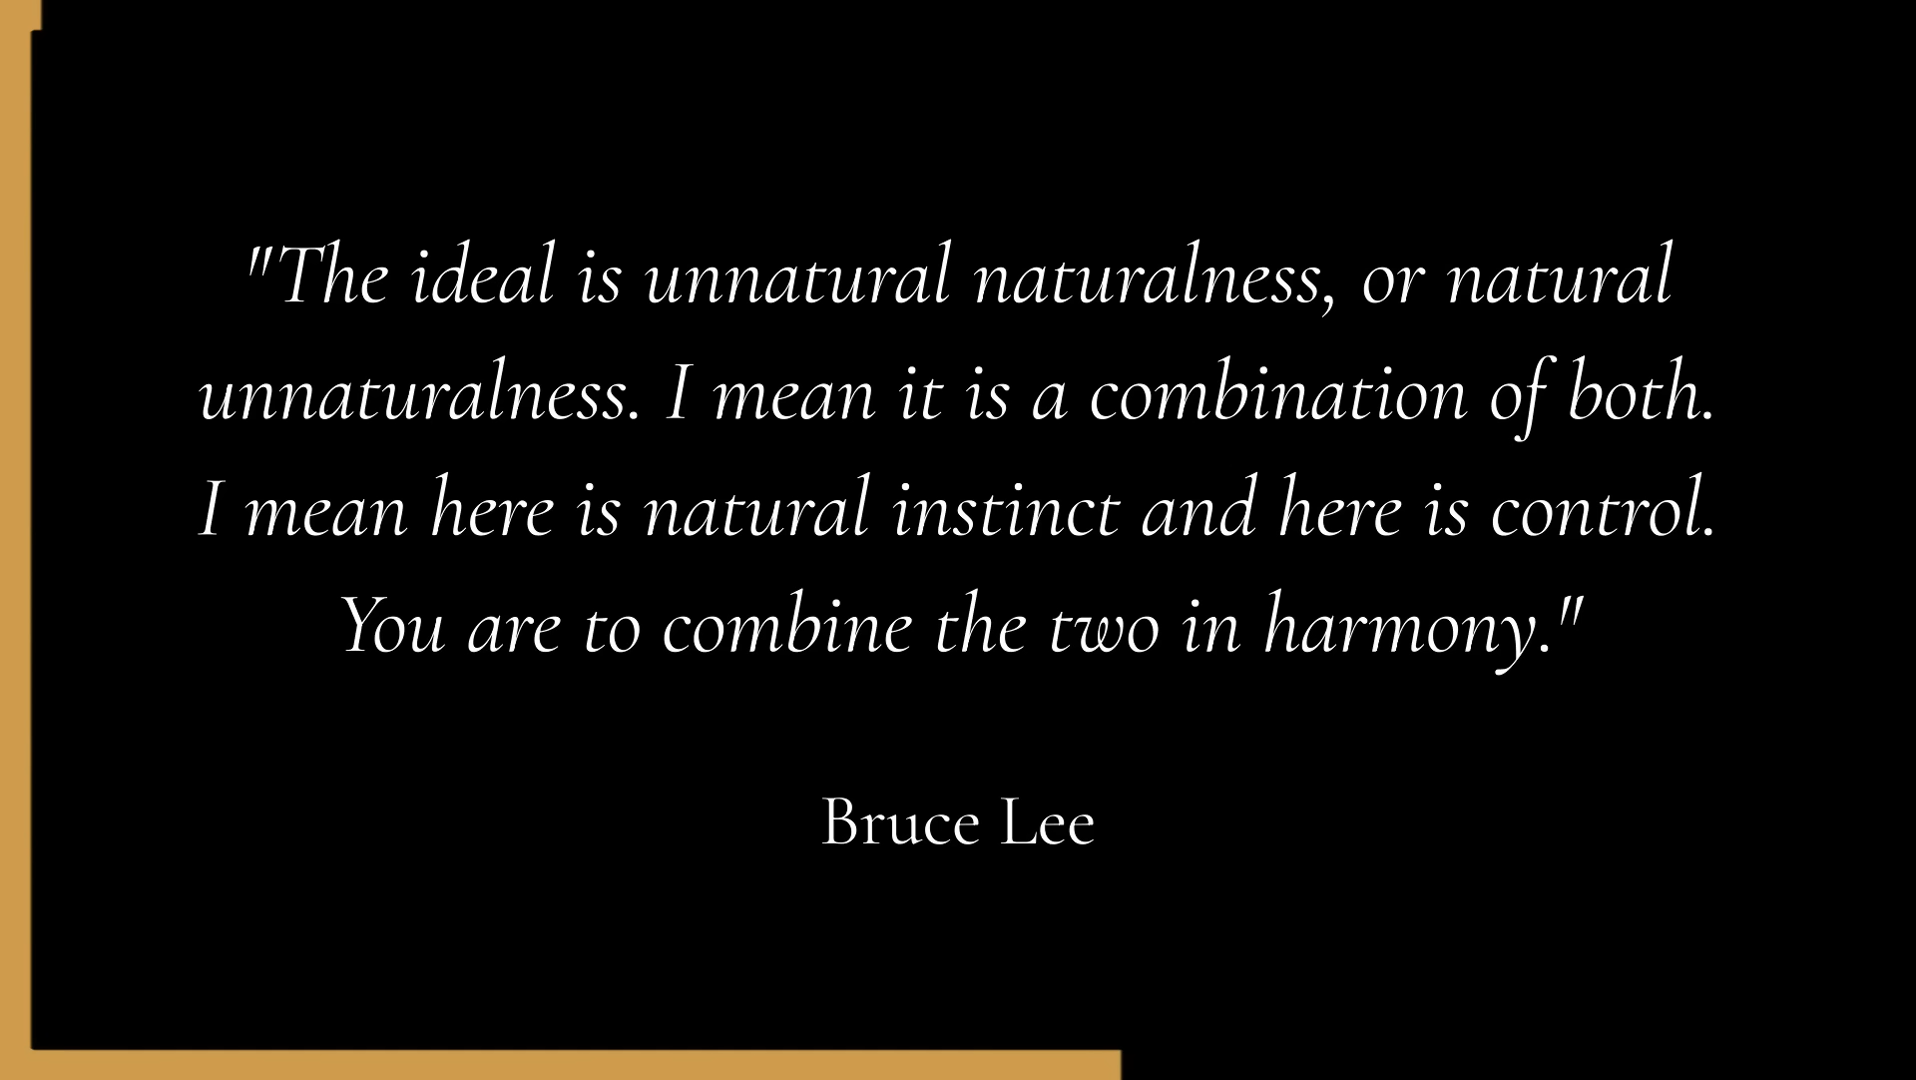 "The ideal is unnatural naturalness, or natural
unnaturalness. I mean it is a combination of both.
I mean here is natural instinct and here is control.
You are to combine the two in harmony."
Bruce Lee